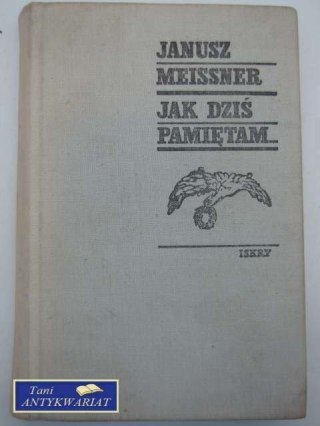 JANUSZ
MEISSNER
JAK DZIŚ
PAMIĘTAM...
ISKRY
Tani
ANTYKWARIAT